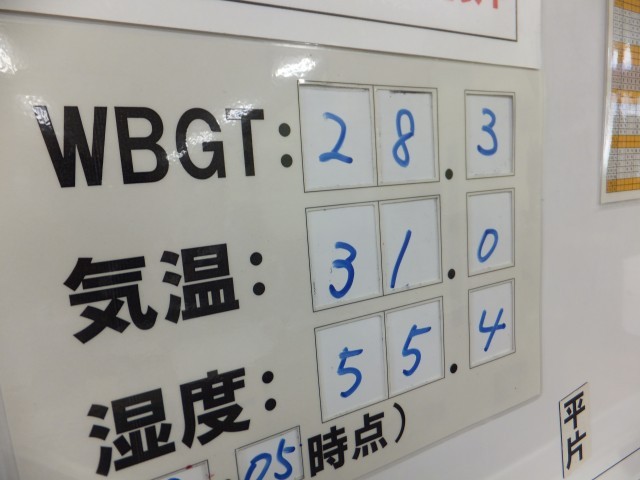 WBGT: 28.3
気温: 31.0
湿度: 55.4
05時点)
平片